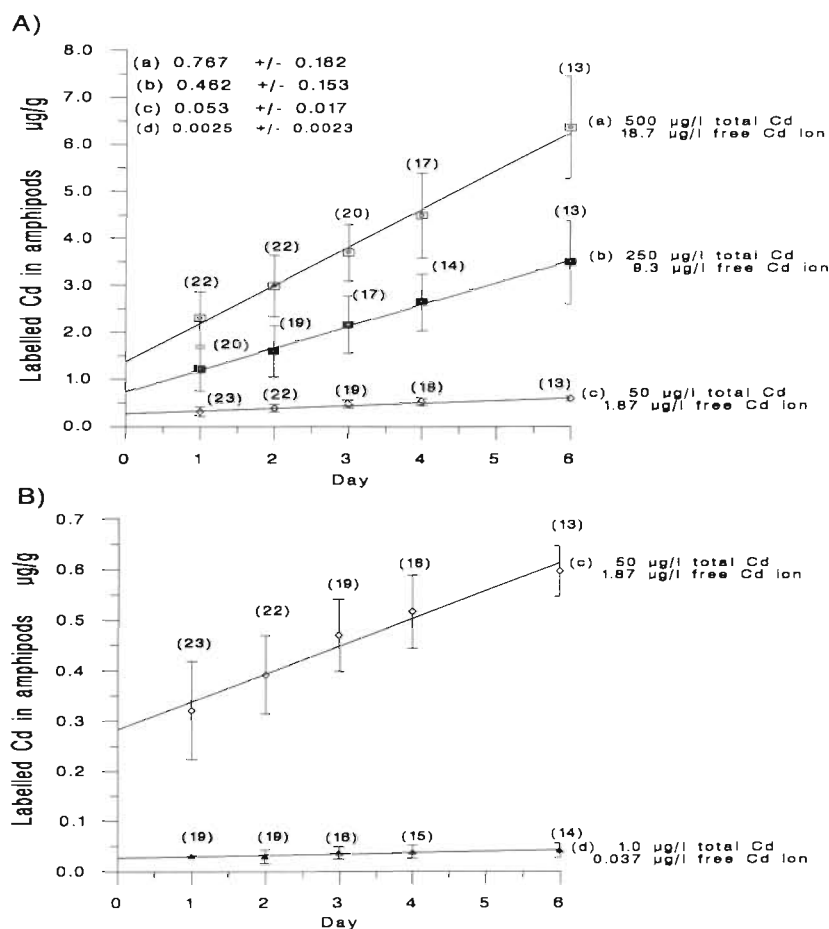 A)
Labelled Cd in amphipods µg/g
8.0
7.0
6.0
5.0
4.0
3.0
2.0
1.0
0.0
(a) 0.767 +/- 0.182
(b) 0.462 +/- 0.153
(c) 0.053 +/- 0.017
(d) 0.0025 +/- 0.0023
(22) (22) (20) (17) (13)
(a) 500 µg/l total Cd
18.7 µg/l free Cd ion
(20) (19) (17) (14) (13)
(b) 250 µg/l total Cd
9.3 µg/l free Cd ion
(23) (22) (19) (18) (13)
(c) 50 µg/l total Cd
1.87 µg/l free Cd ion
0 1 2 3 4 5 6
Day
B)
Labelled Cd in amphipods µg/g
0.7
0.6
0.5
0.4
0.3
0.2
0.1
0.0
(23) (22) (19) (18) (13)
(c) 50 µg/l total Cd
1.87 µg/l free Cd ion
(19) (19) (18) (15) (14)
(d) 1.0 µg/l total Cd
0.037 µg/l free Cd ion
0 1 2 3 4 5 6
Day